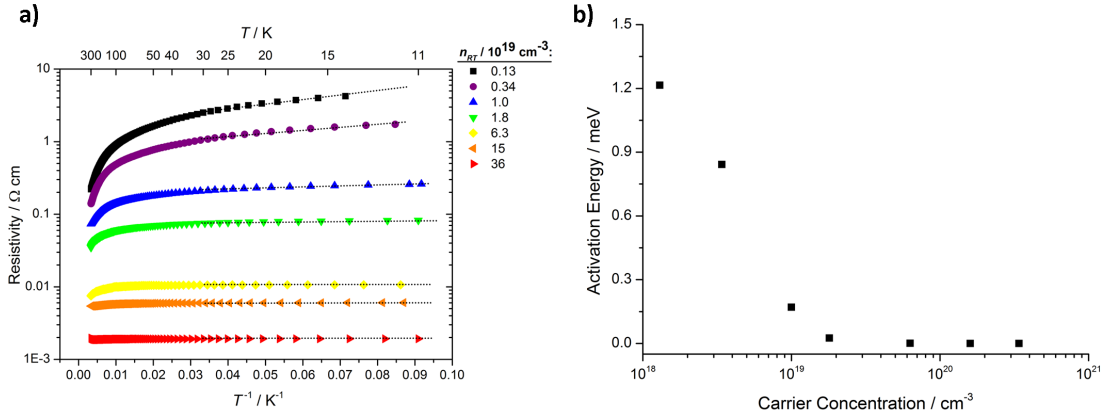 a)
T / K
300 100 50 40 30 25 20 15 11
n_RT / 10^19 cm^-3:
0.13
0.34
1.0
1.8
6.3
15
36
10
1
0.1
0.01
1E-3
Resistivity / Ω cm
0.00 0.01 0.02 0.03 0.04 0.05 0.06 0.07 0.08 0.09 0.10
T^-1 / K^-1
b)
1.5
1.2
0.9
0.6
0.3
0.0
Activation Energy / meV
10^18 10^19 10^20 10^21
Carrier Concentration / cm^-3